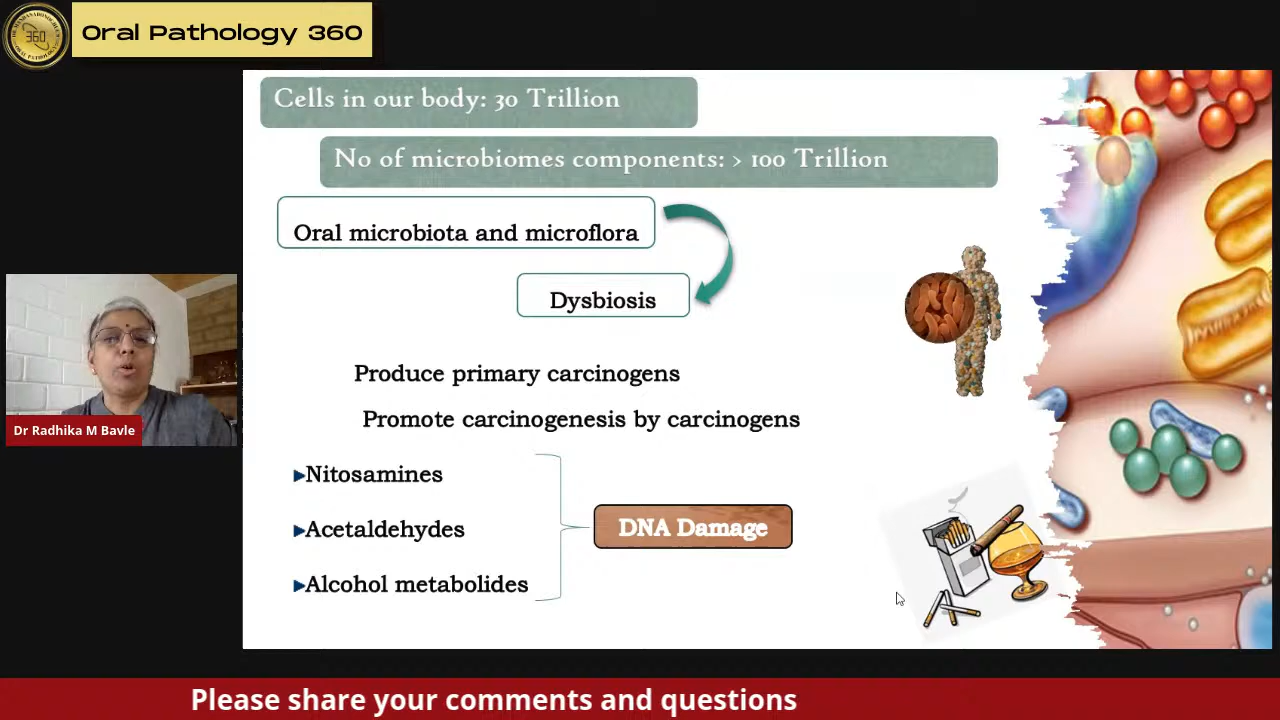 360
Oral Pathology 360
Cells in our body: 30 Trillion
No of microbiomes components: > 100 Trillion
Oral microbiota and microflora
Dysbiosis
Produce primary carcinogens
Promote carcinogenesis by carcinogens
Nitosamines
Acetaldehydes
Alcohol metabolides
DNA Damage
Dr Radhika M Bavle
Please share your comments and questions